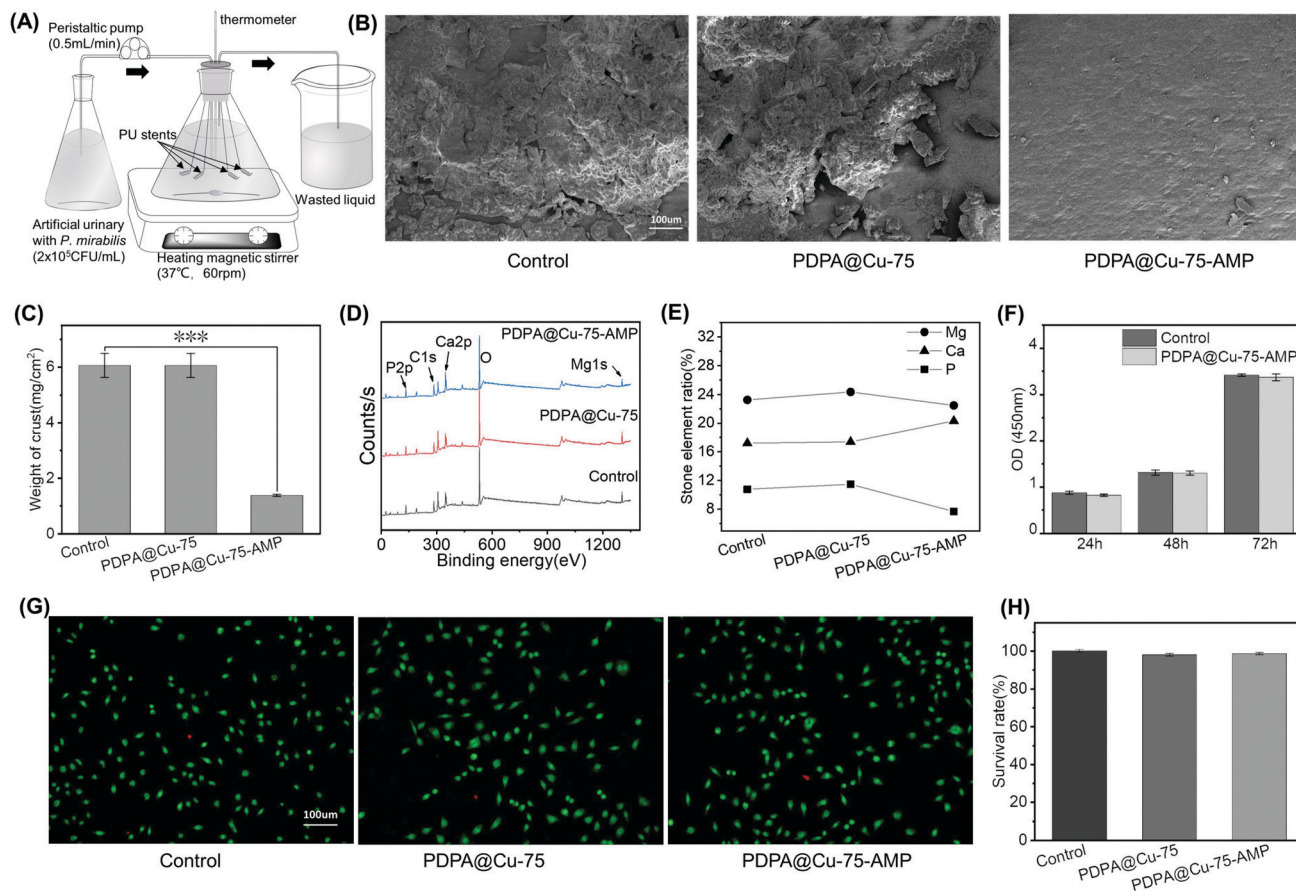 (A)
thermometer
Peristaltic pump
(0.5mL/min)
PU stents
Wasted liquid
Artificial urinary
with P. mirabilis
(2x10⁵CFU/mL)
Heating magnetic stirrer
(37℃, 60rpm)
(B)
100um
Control
PDPA@Cu-75
PDPA@Cu-75-AMP
(C)
Weight of crust(mg/cm²)
8
6
4
2
0
***
Control
PDPA@Cu-75
PDPA@Cu-75-AMP
(D)
Counts/s
PDPA@Cu-75-AMP
Ca2p
C1s
P2p
O
Mg1s
PDPA@Cu-75
Control
0
300
600
900
1200
Binding energy(eV)
(E)
Stone element ratio(%)
32
28
24
20
16
12
8
Mg
Ca
P
Control
PDPA@Cu-75
PDPA@Cu-75-AMP
(F)
OD (450nm)
4
3
2
1
0
Control
PDPA@Cu-75-AMP
24h
48h
72h
(G)
100um
Control
PDPA@Cu-75
PDPA@Cu-75-AMP
(H)
Survival rate(%)
120
100
80
60
40
20
0
Control
PDPA@Cu-75
PDPA@Cu-75-AMP